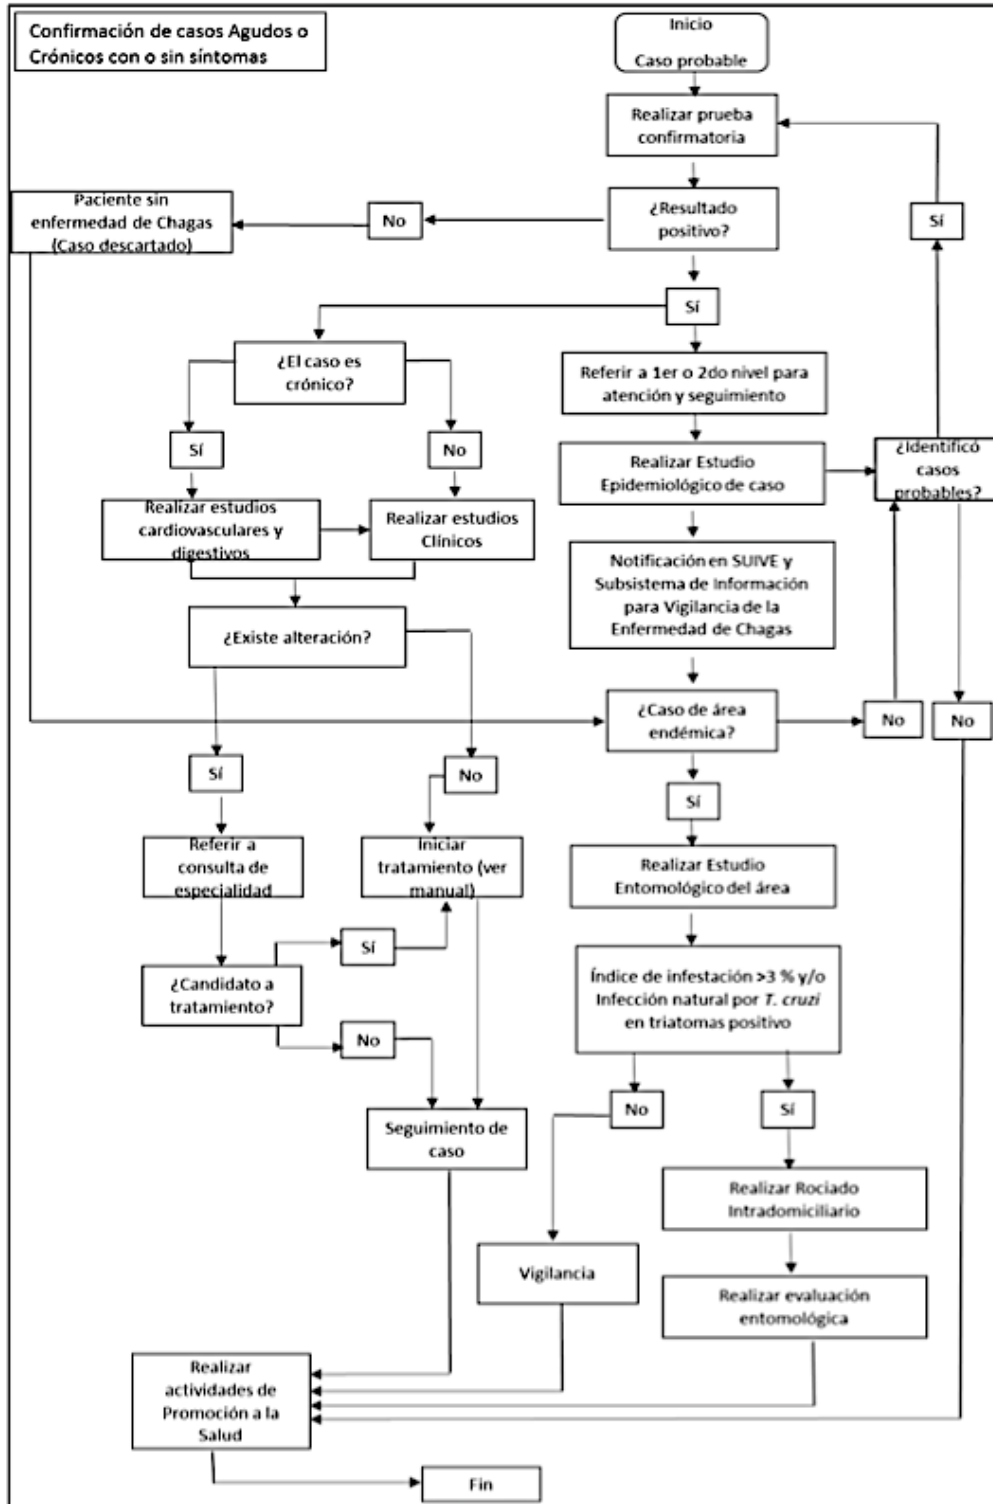 Confirmación de casos Agudos o
Crónicos con o sin síntomas
Inicio
Caso probable
Realizar prueba
confirmatoria
Paciente sin
enfermedad de Chagas
(Caso descartado)
No
¿Resultado
positivo?
Sí
Sí
¿El caso es
crónico?
Referir a 1er o 2do nivel para
atención y seguimiento
Sí
No
Realizar Estudio
Epidemiológico de caso
¿Identificó
casos
probables?
Realizar estudios
cardiovasculares y
digestivos
Realizar estudios
Clínicos
Notificación en SUIVE y
Subsistema de Información
para Vigilancia de la
Enfermedad de Chagas
¿Existe alteración?
¿Caso de área
endémica?
No
No
Sí
No
Sí
Referir a
consulta de
especialidad
Iniciar
tratamiento (ver
manual)
Realizar Estudio
Entomológico del área
Sí
¿Candidato a
tratamiento?
No
Índice de infestación >3 % y/o
Infección natural por T. cruzi
en triatomas positivo
No
Sí
Seguimiento de
caso
Realizar Rociado
Intradomiciliario
Vigilancia
Realizar evaluación
entomológica
Realizar
actividades de
Promoción a la
Salud
Fin